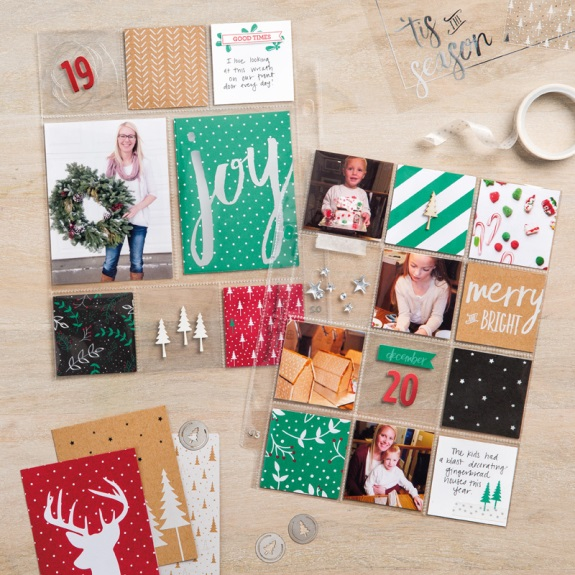 19
GOOD TIMES
I love looking
at this wreath
on our front
door every day!
'tis THE
season
joy
merry
AND BRIGHT
december
20
The kids had
a blast decorating
gingerbread
houses this
year.